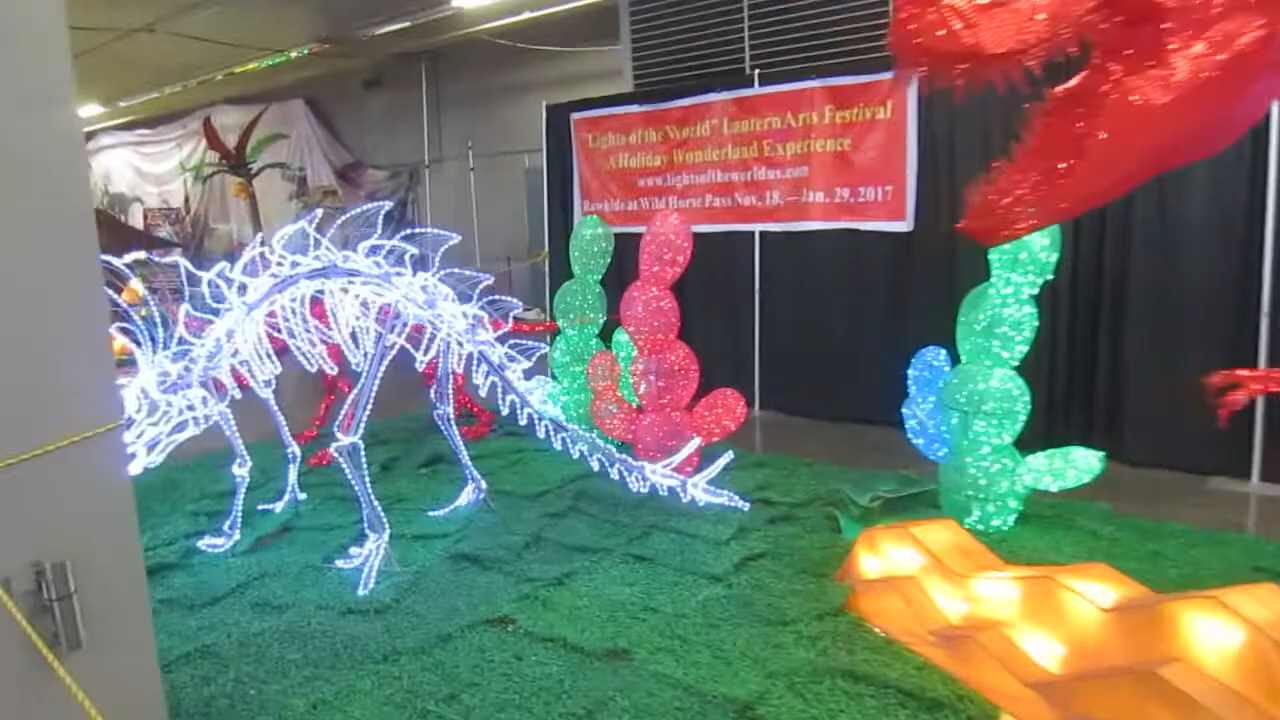 "Lights of the World" Lantern Arts Festival
A Holiday Wonderland Experience
www.lightsoftheworldus.com
Rawhide at Wild Horse Pass Nov. 18, — Jan. 29, 2017